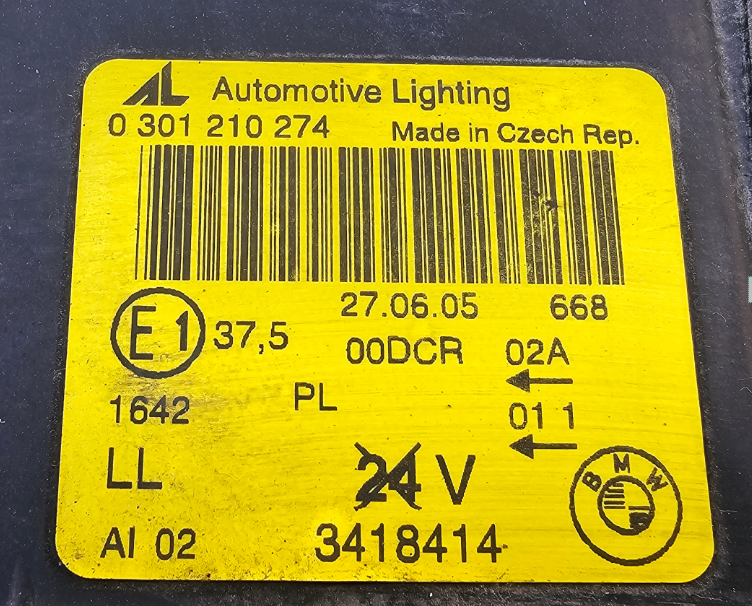 AL Automotive Lighting
0 301 210 274 Made in Czech Rep.
27.06.05 668
E1 37,5 00DCR 02A
1642 PL 01 1
LL 24 V
AI 02 3418414
BMW